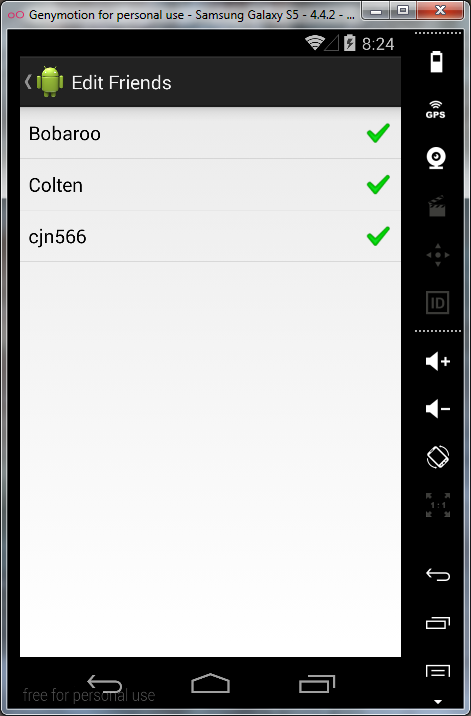 Genymotion for personal use - Samsung Galaxy S5 - 4.4.2 - ...
8:24
Edit Friends
Bobaroo
Colten
cjn566
GPS
ID
1:1
free for personal use